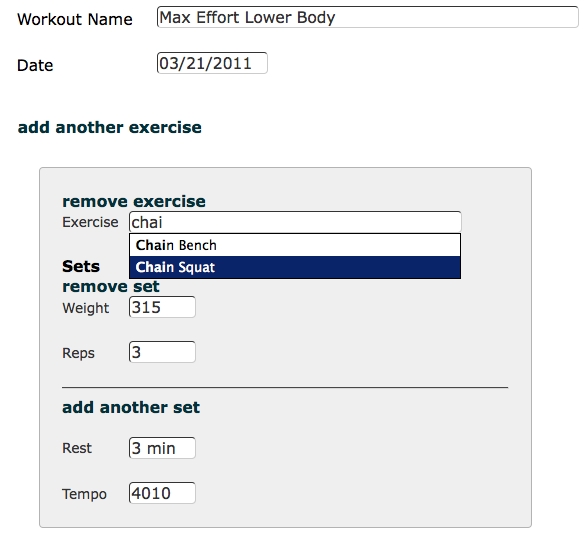 Workout Name Max Effort Lower Body
Date 03/21/2011
add another exercise
remove exercise
Exercise chai
Chain Bench
Sets Chain Squat
remove set
Weight 315
Reps 3
add another set
Rest 3 min
Tempo 4010